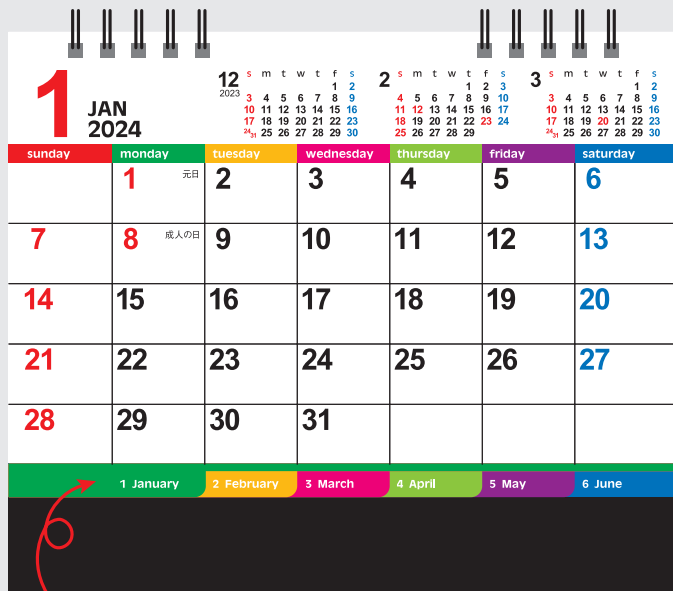 1 JAN
2024
12
2023
s m t w t f s
1 2
3 4 5 6 7 8 9
10 11 12 13 14 15 16
17 18 19 20 21 22 23
24/31 25 26 27 28 29 30
2
s m t w t f s
1 2 3
4 5 6 7 8 9 10
11 12 13 14 15 16 17
18 19 20 21 22 23 24
25 26 27 28 29
3
s m t w t f s
1 2
3 4 5 6 7 8 9
10 11 12 13 14 15 16
17 18 19 20 21 22 23
24/31 25 26 27 28 29 30
sunday monday tuesday wednesday thursday friday saturday
1 元日 2 3 4 5 6
7 8 成人の日 9 10 11 12 13
14 15 16 17 18 19 20
21 22 23 24 25 26 27
28 29 30 31
1 January 2 February 3 March 4 April 5 May 6 June